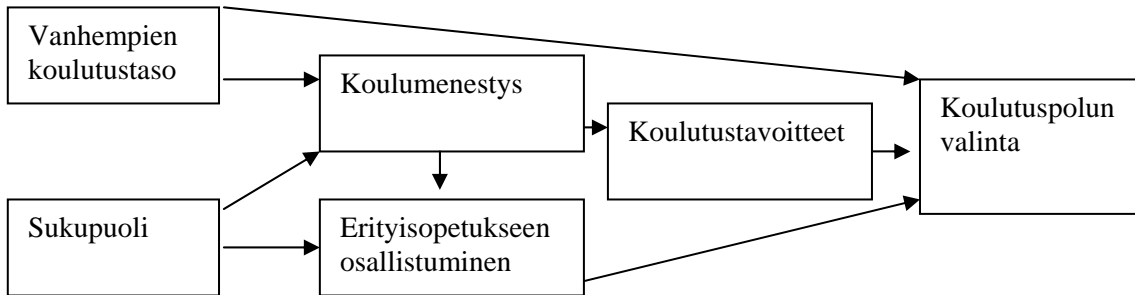 Vanhempien
koulutustaso
Koulumenestys
Koulutustavoitteet
Koulutuspolun
valinta
Sukupuoli
Erityisopetukseen
osallistuminen